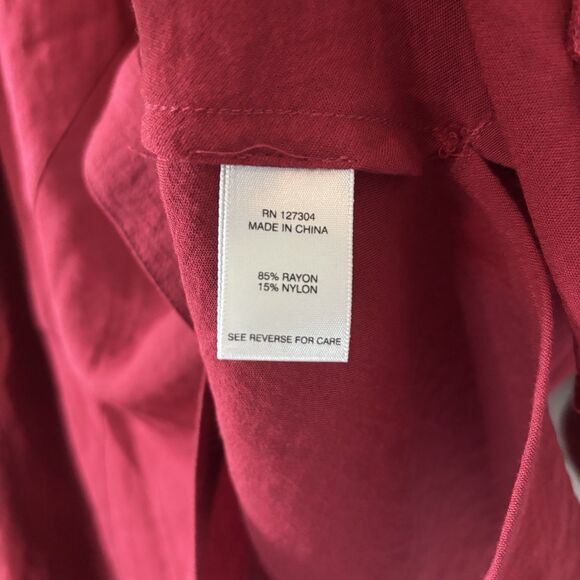 RN 127304
MADE IN CHINA
85% RAYON
15% NYLON
SEE REVERSE FOR CARE